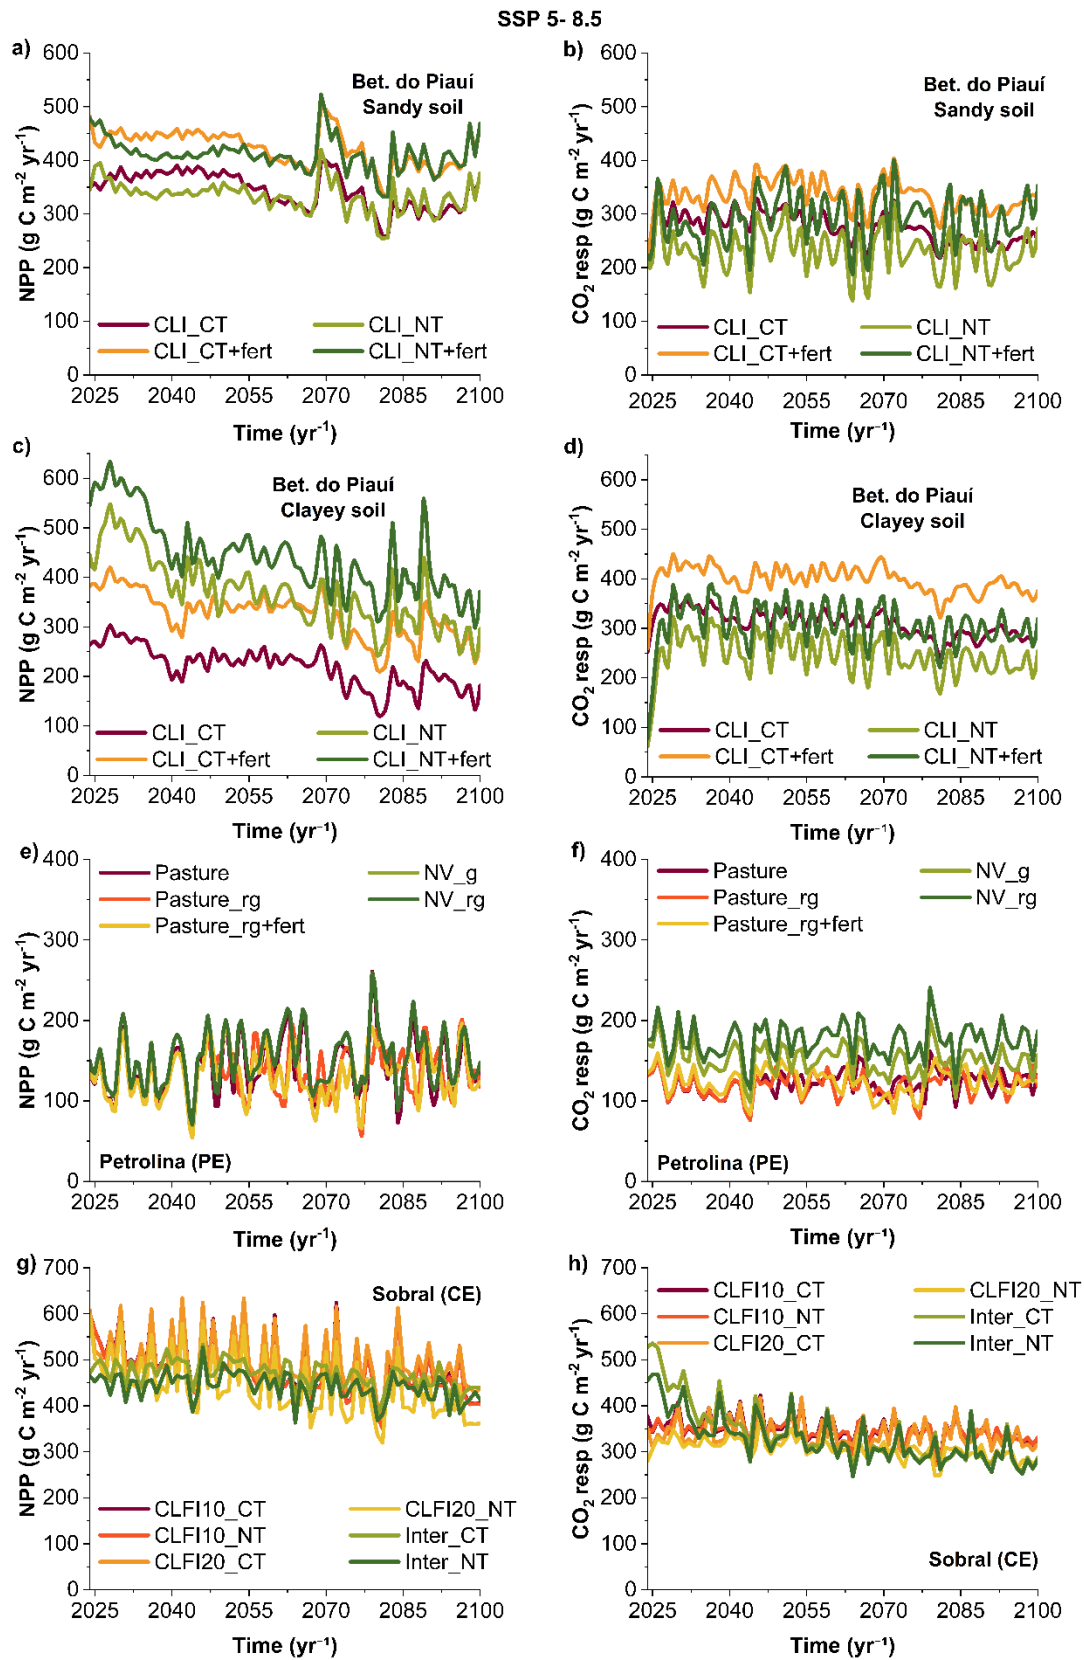 SSP 5- 8.5
a)
NPP (g C m⁻² yr⁻¹)
600
500
400
300
200
100
0
Bet. do Piauí
Sandy soil
CLI_CT
CLI_NT
CLI_CT+fert
CLI_NT+fert
2025 2040 2055 2070 2085 2100
Time (yr⁻¹)
b)
CO₂ resp (g C m⁻² yr⁻¹)
600
500
400
300
200
100
0
Bet. do Piauí
Sandy soil
CLI_CT
CLI_NT
CLI_CT+fert
CLI_NT+fert
2025 2040 2055 2070 2085 2100
Time (yr⁻¹)
c)
NPP (g C m⁻² yr⁻¹)
600
500
400
300
200
100
0
Bet. do Piauí
Clayey soil
CLI_CT
CLI_NT
CLI_CT+fert
CLI_NT+fert
2025 2040 2055 2070 2085 2100
Time (yr⁻¹)
d)
CO₂ resp (g C m⁻² yr⁻¹)
600
500
400
300
200
100
0
Bet. do Piauí
Clayey soil
CLI_CT
CLI_NT
CLI_CT+fert
CLI_NT+fert
2025 2040 2055 2070 2085 2100
Time (yr⁻¹)
e)
NPP (g C m⁻² yr⁻¹)
400
300
200
100
0
Pasture
NV_g
Pasture_rg
NV_rg
Pasture_rg+fert
Petrolina (PE)
2025 2040 2055 2070 2085 2100
Time (yr⁻¹)
f)
CO₂ resp (g C m⁻² yr⁻¹)
400
300
200
100
0
Pasture
NV_g
Pasture_rg
NV_rg
Pasture_rg+fert
Petrolina (PE)
2025 2040 2055 2070 2085 2100
Time (yr⁻¹)
g)
NPP (g C m⁻² yr⁻¹)
700
600
500
400
300
200
100
0
Sobral (CE)
CLFI10_CT
CLFI20_NT
CLFI10_NT
Inter_CT
CLFI20_CT
Inter_NT
2025 2040 2055 2070 2085 2100
Time (yr⁻¹)
h)
CO₂ resp (g C m⁻² yr⁻¹)
700
600
500
400
300
200
100
0
CLFI10_CT
CLFI20_NT
CLFI10_NT
Inter_CT
CLFI20_CT
Inter_NT
Sobral (CE)
2025 2040 2055 2070 2085 2100
Time (yr⁻¹)